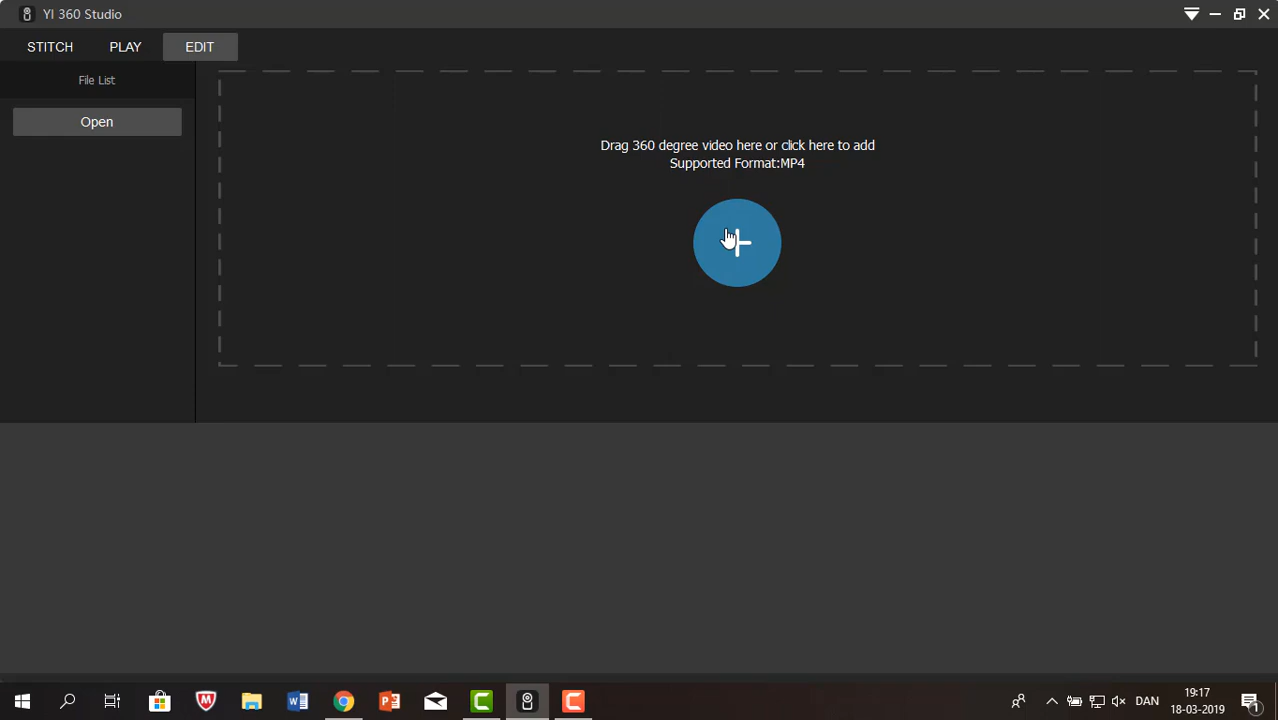 YI 360 Studio
STITCH PLAY EDIT
File List
Open
Drag 360 degree video here or click here to add
Supported Format:MP4
DAN
19:17
18-03-2019
1